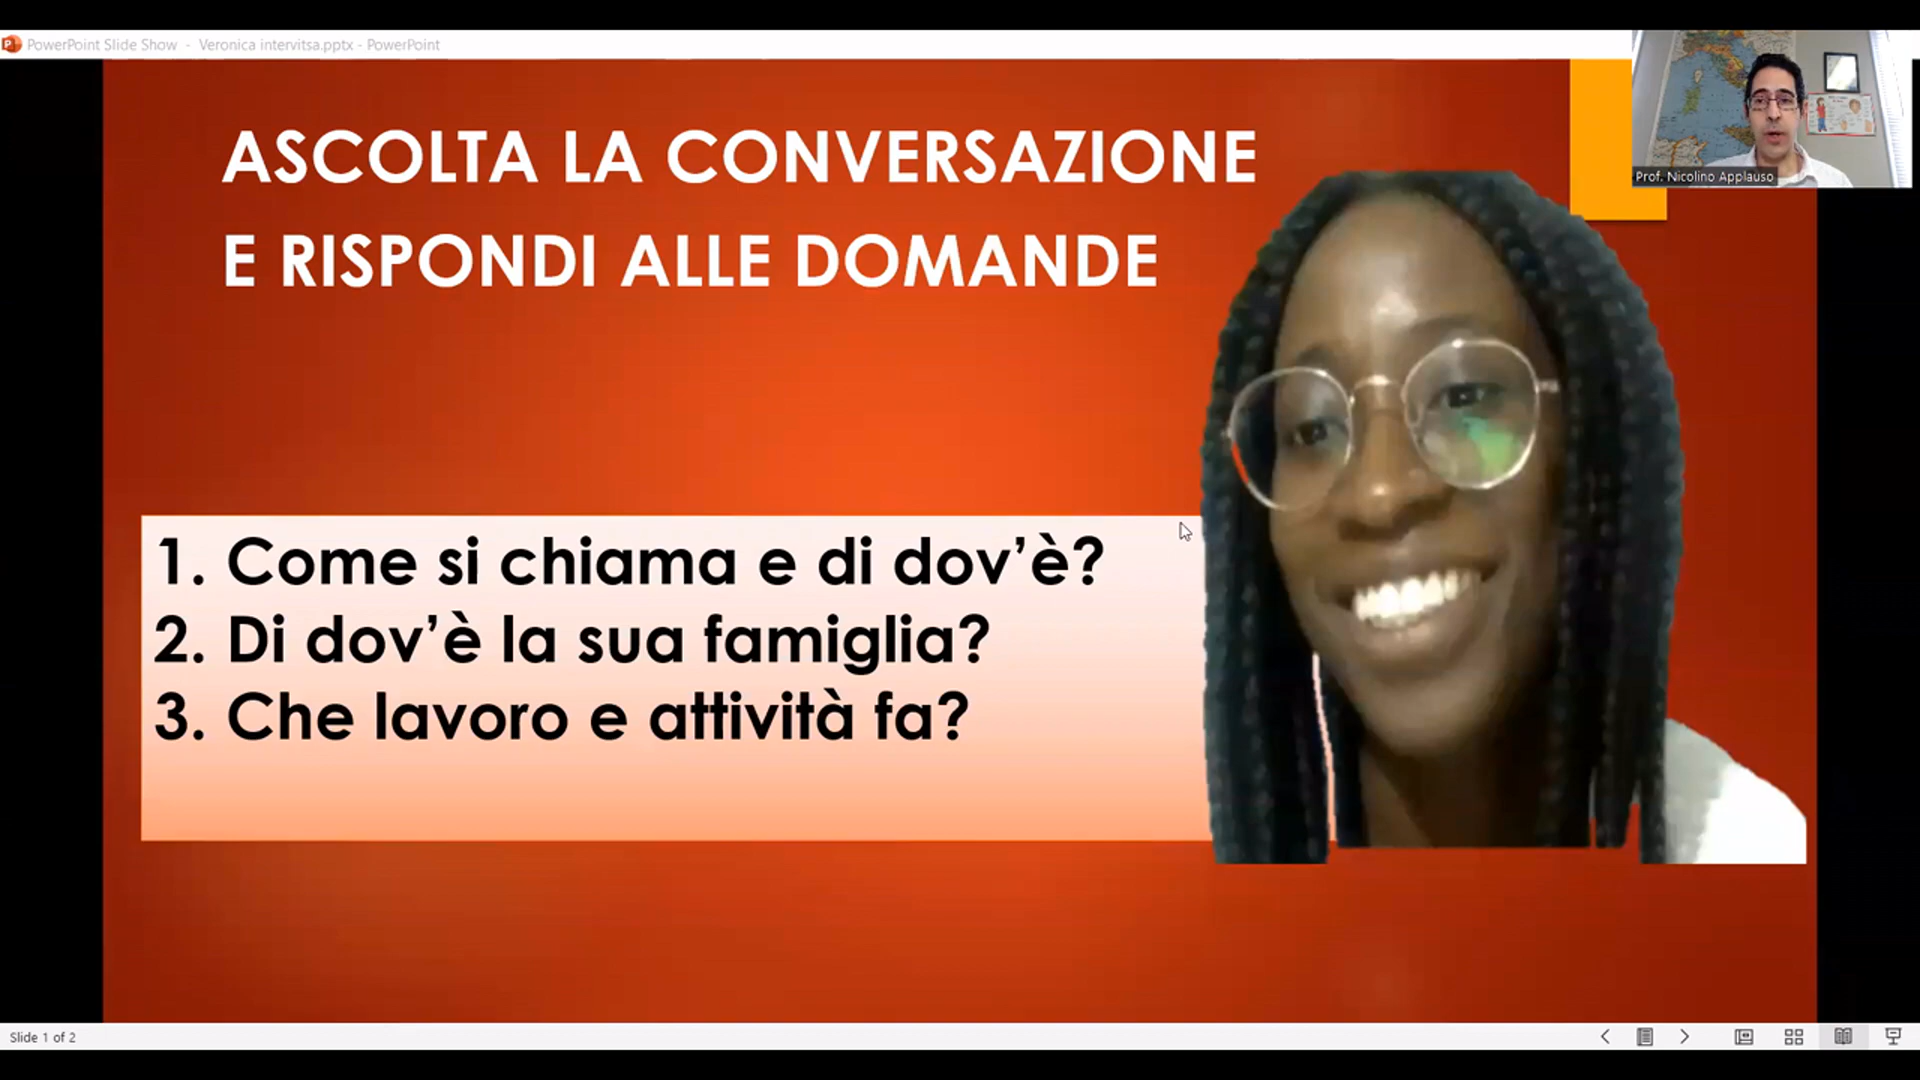 PowerPoint Slide Show - Veronica intervitsa.pptx - PowerPoint
Prof. Nicolino Applauso
ASCOLTA LA CONVERSAZIONE
E RISPONDI ALLE DOMANDE
1. Come si chiama e di dov’è?
2. Di dov’è la sua famiglia?
3. Che lavoro e attività fa?
Slide 1 of 2